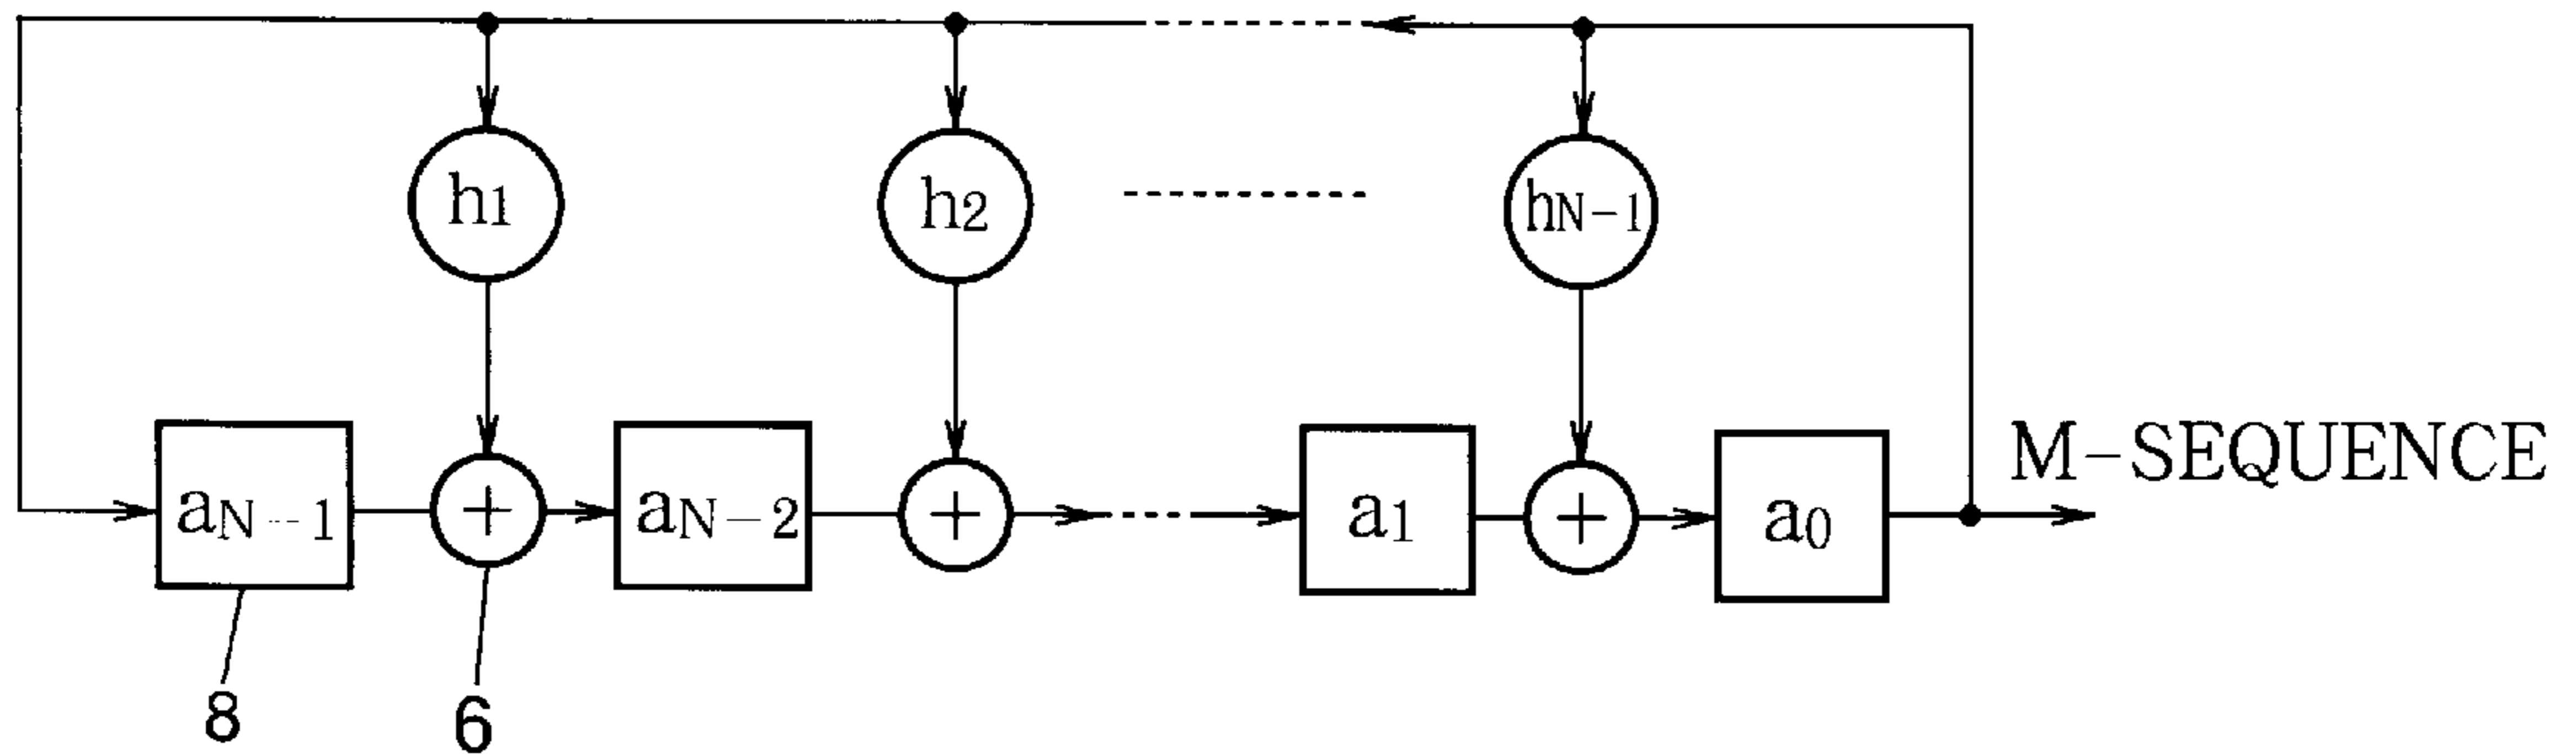 h1 h2 hN-1
aN-1 + aN-2 + a1 + a0 M-SEQUENCE
8 6